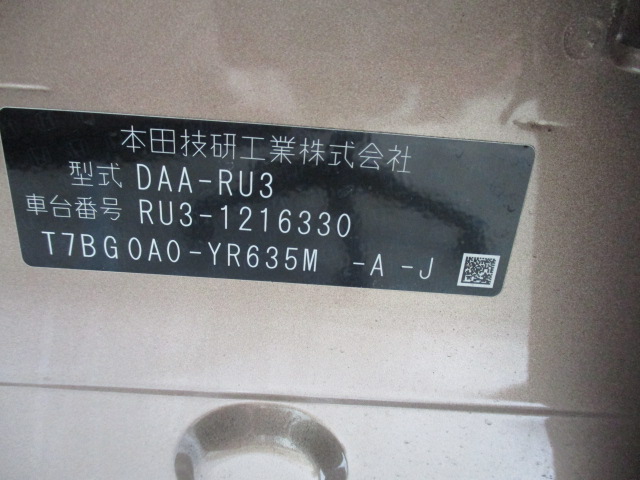 本田技研工業株式会社
型式 DAA-RU3
車台番号 RU3-1216330
T7BG0A0-YR635M -A -J